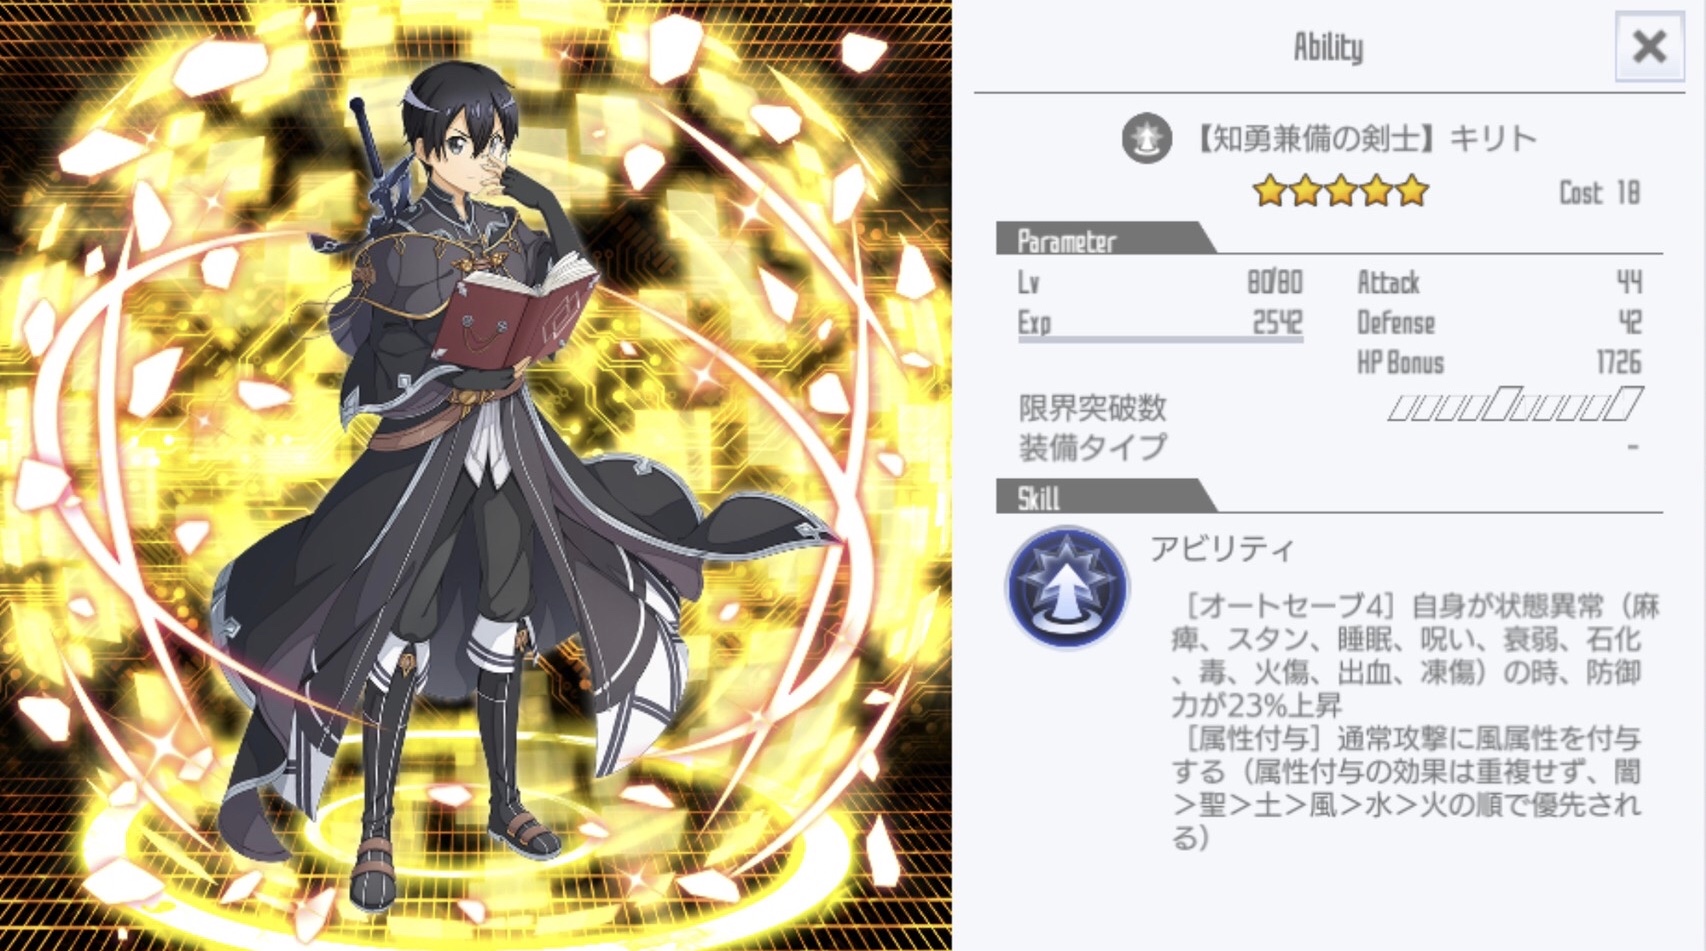 Ability
【知勇兼備の剣士】キリト
Cost 18
Parameter
Lv 80/80
Attack 44
Exp 2542
Defense 42
HP Bonus 1726
限界突破数
装備タイプ -
Skill
アビリティ
［オートセーブ4］自身が状態異常（麻
痺、スタン、睡眠、呪い、衰弱、石化
、毒、火傷、出血、凍傷）の時、防御
力が23%上昇
［属性付与］通常攻撃に風属性を付与
する（属性付与の効果は重複せず、闇
＞聖＞土＞風＞水＞火の順で優先され
る）